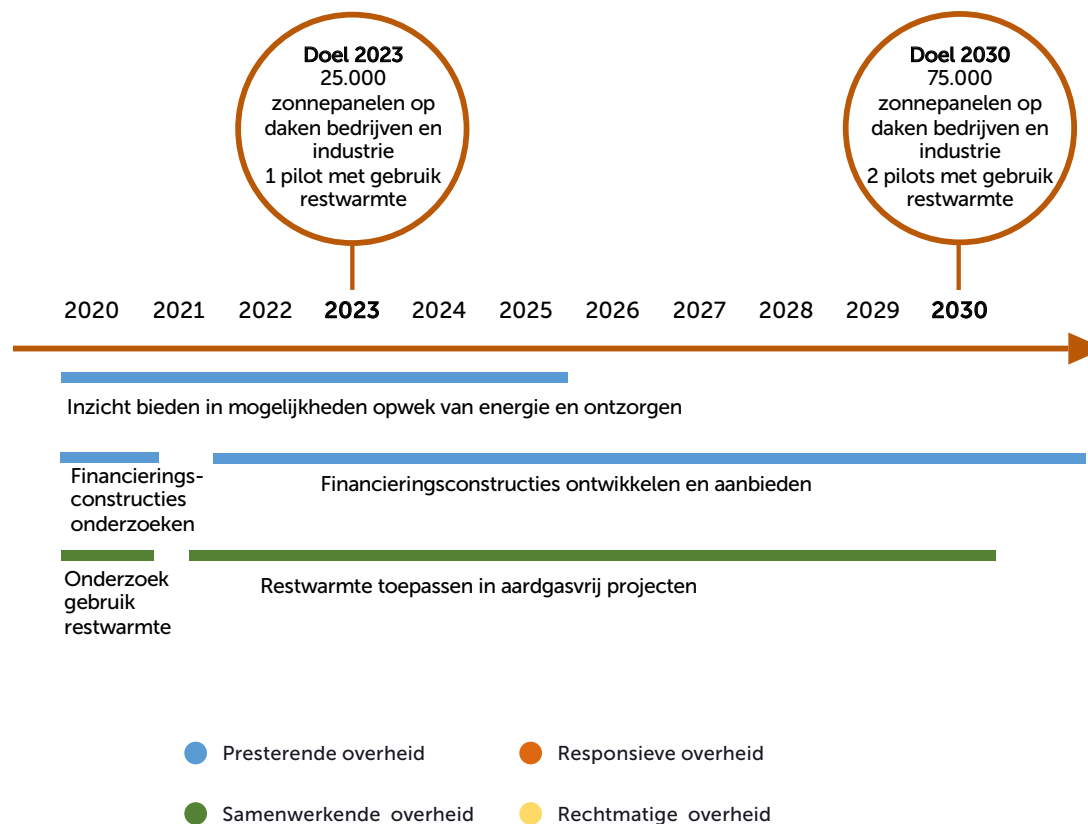 Doel 2023
25.000
zonnepanelen op
daken bedrijven en
industrie
1 pilot met gebruik
restwarmte
Doel 2030
75.000
zonnepanelen op
daken bedrijven en
industrie
2 pilots met gebruik
restwarmte
2020 2021 2022 2023 2024 2025 2026 2027 2028 2029 2030
Inzicht bieden in mogelijkheden opwek van energie en ontzorgen
Financierings-
constructies
onderzoeken
Financieringsconstructies ontwikkelen en aanbieden
Onderzoek
gebruik
restwarmte
Restwarmte toepassen in aardgasvrij projecten
Presterende overheid
Responsieve overheid
Samenwerkende overheid
Rechtmatige overheid